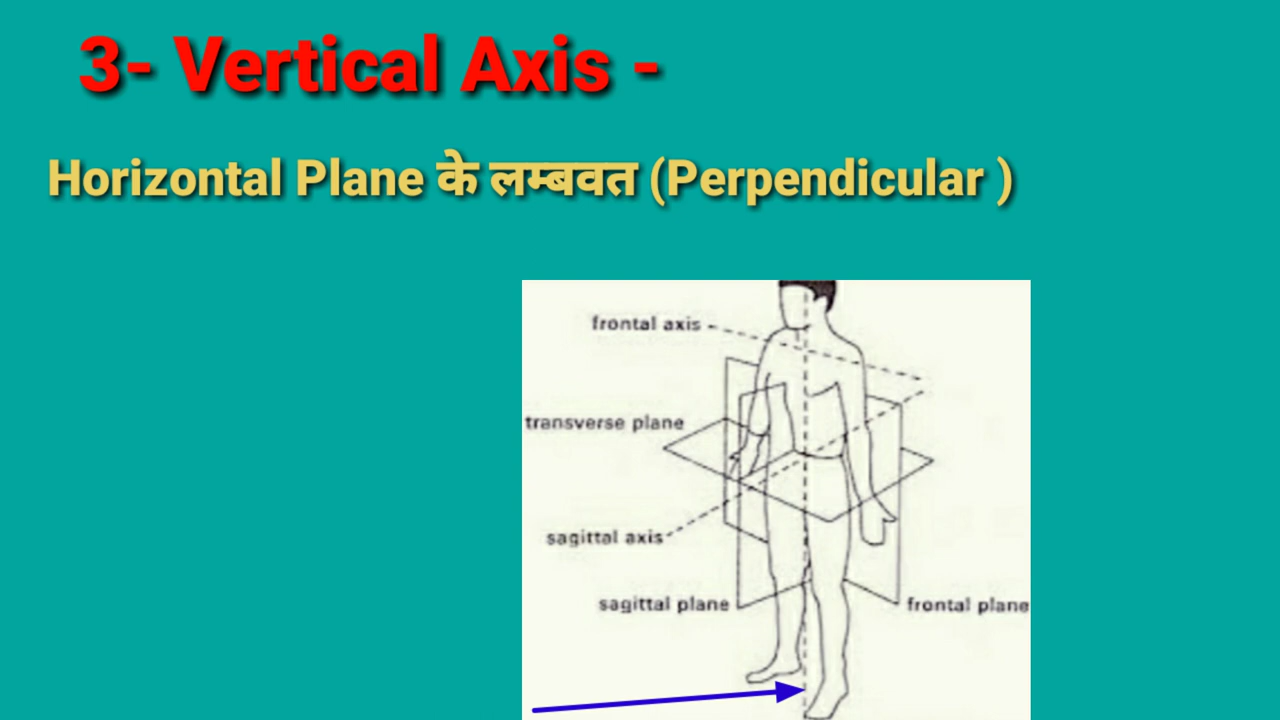 3- Vertical Axis -
Horizontal Plane के लम्बवत (Perpendicular )
frontal axis
transverse plane
sagittal axis
sagittal plane
frontal plane